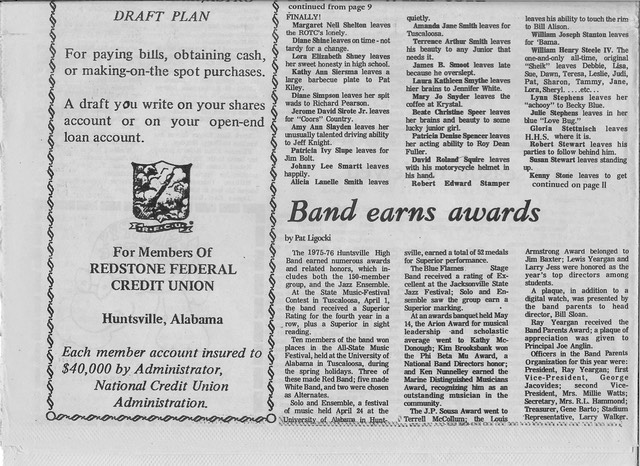 DRAFT PLAN
For paying bills, obtaining cash,
or making-on-the spot purchases.
A draft you write on your shares
account or on your open-end
loan account.
R.F.C.U.
For Members Of
REDSTONE FEDERAL
CREDIT UNION
Huntsville, Alabama
Each member account insured to
$40,000 by Administrator,
National Credit Union
Administration.
continued from page 9
FINALLY!
Margaret Nell Shelton leaves
the ROTC's lonely.
Diane Shine leaves on time - not
tardy for a change.
Lora Elizabeth Shuey leaves
her sweet honesty in high school.
Kathy Ann Siersma leaves a
large barbecue plate to Pat
Kiley.
Diane Simpson leaves her spit
wads to Richard Pearson.
Jerome David Sirote Jr. leaves
for "Coors" Country.
Amy Ann Slayden leaves her
unusually talented driving ability
to Jeff Knight.
Patricia Ivy Slupe leaves for
Jim Bolt.
Johnny Lee Smartt leaves
happily.
Alicia Lanelle Smith leaves
quietly.
Amanda Jane Smith leaves for
Tuscaloosa.
Terrence Arthur Smith leaves
his beauty to any Junior that
needs it.
James B. Smoot leaves late
because he overslept.
Laura Kathleen Smythe leaves
hier brains to Jennifer White.
Mary Jo Snyder leaves the
coffee at Krystal.
Beate Christine Speer leaves
her brains and beauty to some
lucky junior girl.
Patricia Denise Spencer leaves
her acting ability to Roy Dean
Fuller.
David Roland Squire leaves
with his motorcycle helmet in
his hand.
Robert Edward Stamper
leaves his ability to touch the rim
to Bill Alison.
William Joseph Stanton leaves
for 'Bama.
William Henry Steele IV. The
one-and-only all-time, original
"Sheik" leaves Debbie, Lisa,
Sue, Dawn, Teresa, Leslie, Judi,
Pat, Sharon, Tammy, Jane,
Lora, Sheryl. . . . .etc. . .
Lynn Stephens leaves her
"achooy" to Becky Blue.
Julie Stephens leaves in her
blue "Love Bug."
Gloria Stettnisch leaves
H.H.S. where it is.
Robert Stewart leaves his
parties to follow behind him.
Susan Stewart leaves standing
up.
Kenny Stone leaves to get
continued on page 11
Band earns awards
by Pat Ligocki
The 1975-76 Huntsville High
Band earned numerous awards
and related honors, which in-
cludes both the 150-member
group, and the Jazz Ensemble.
At the State Music-Festival
Contest in Tuscaloosa, April 1,
the band received a Superior
Rating for the fourth year in a
row, plus a Superior in sight
reading.
Ten members of the band won
places in the All-State Music
Festival, held at the University of
Alabama in Tuscaloosa, during
the spring holidays. Three of
these made Red Band; five made
White Band, and two were chosen
as Alternates.
Solo and Ensemble, a festival
of music held April 24 at the
University of Alabama in Hunt-
sville, earned a total of 52 medals
for Superior performance.
The Blue Flames Stage
Band received a rating of Ex-
cellent at the Jacksonville State
Jazz Festival; Solo and En-
semble saw the group earn a
Superior marking.
At an awards banquet held May
14, the Arion Award for musical
leadership and scholastic
average went to Kathy Mc-
Donough; Kim Brooksbank won
the Phi Beta Mu Award, a
National Band Directors honor;
and Ken Nunnelley earned the
Marine Distinguished Musicians
Award, recognizing him as an
outstanding musician in the
community.
The J.P. Sousa Award went to
Terrell McCollum; the Louis
Armstrong Award belonged to
Jim Baxter; Lewis Yeargan and
Larry Jess were honored as the
year's top directors among
students.
A plaque, in addition to a
digital watch, was presented by
the band parents to head
director, Bill Sloan.
Ray Yeargan received the
Band Parents Award; a plaque of
appreciation was given to
Principal Joe Anglin.
Officers in the Band Parents
Organization for this year were:
President, Ray Yeargan; first
Vice-President, George
Jacovides; second Vice-
President, Mrs. Millie Watts;
Secretary, Mrs. R.L. Hammond;
Treasurer, Gene Barto; Stadium
Representative, Larry Walker.